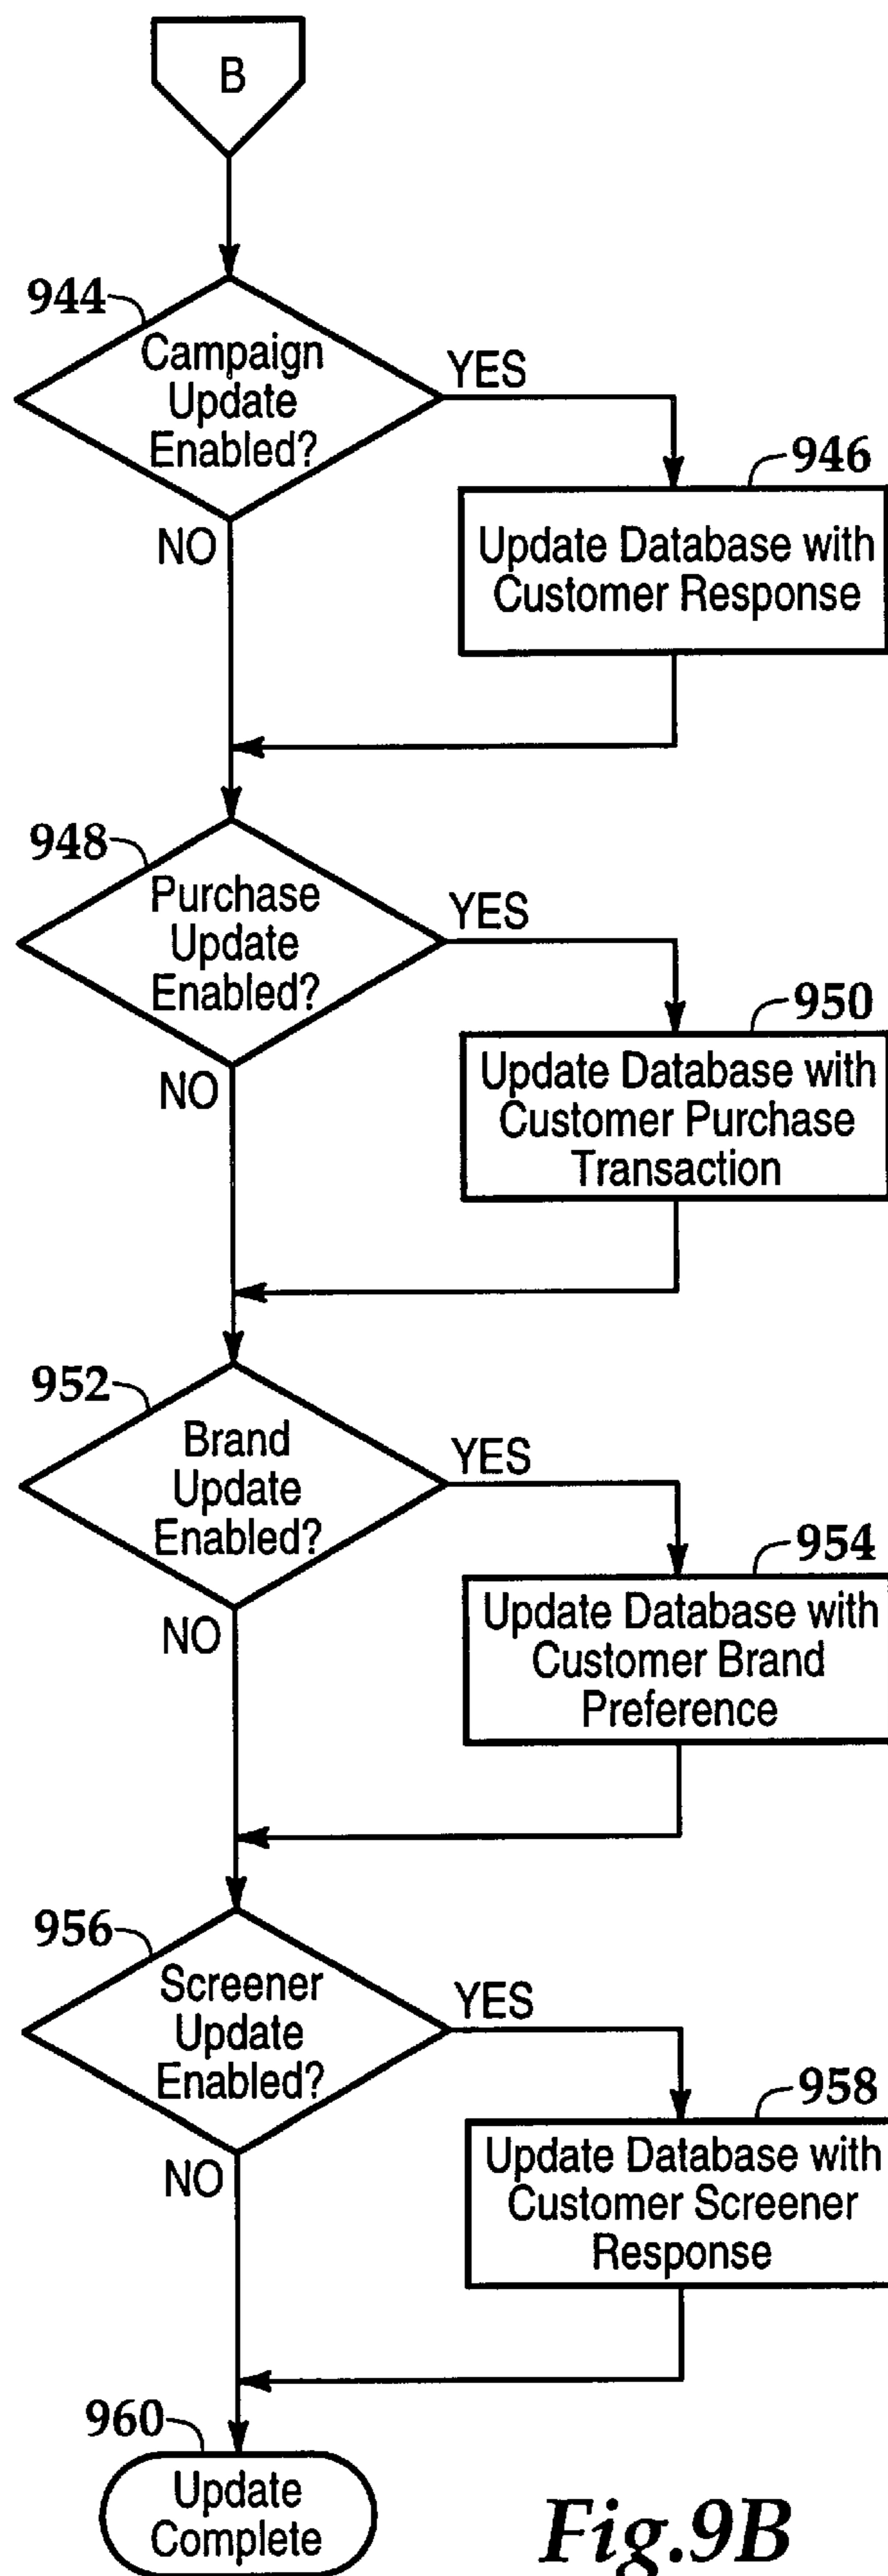 B
944
Campaign
Update
Enabled?
YES
NO
946
Update Database with
Customer Response
948
Purchase
Update
Enabled?
YES
NO
950
Update Database with
Customer Purchase
Transaction
952
Brand
Update
Enabled?
YES
NO
954
Update Database with
Customer Brand
Preference
956
Screener
Update
Enabled?
YES
NO
958
Update Database with
Customer Screener
Response
960
Update
Complete
Fig.9B